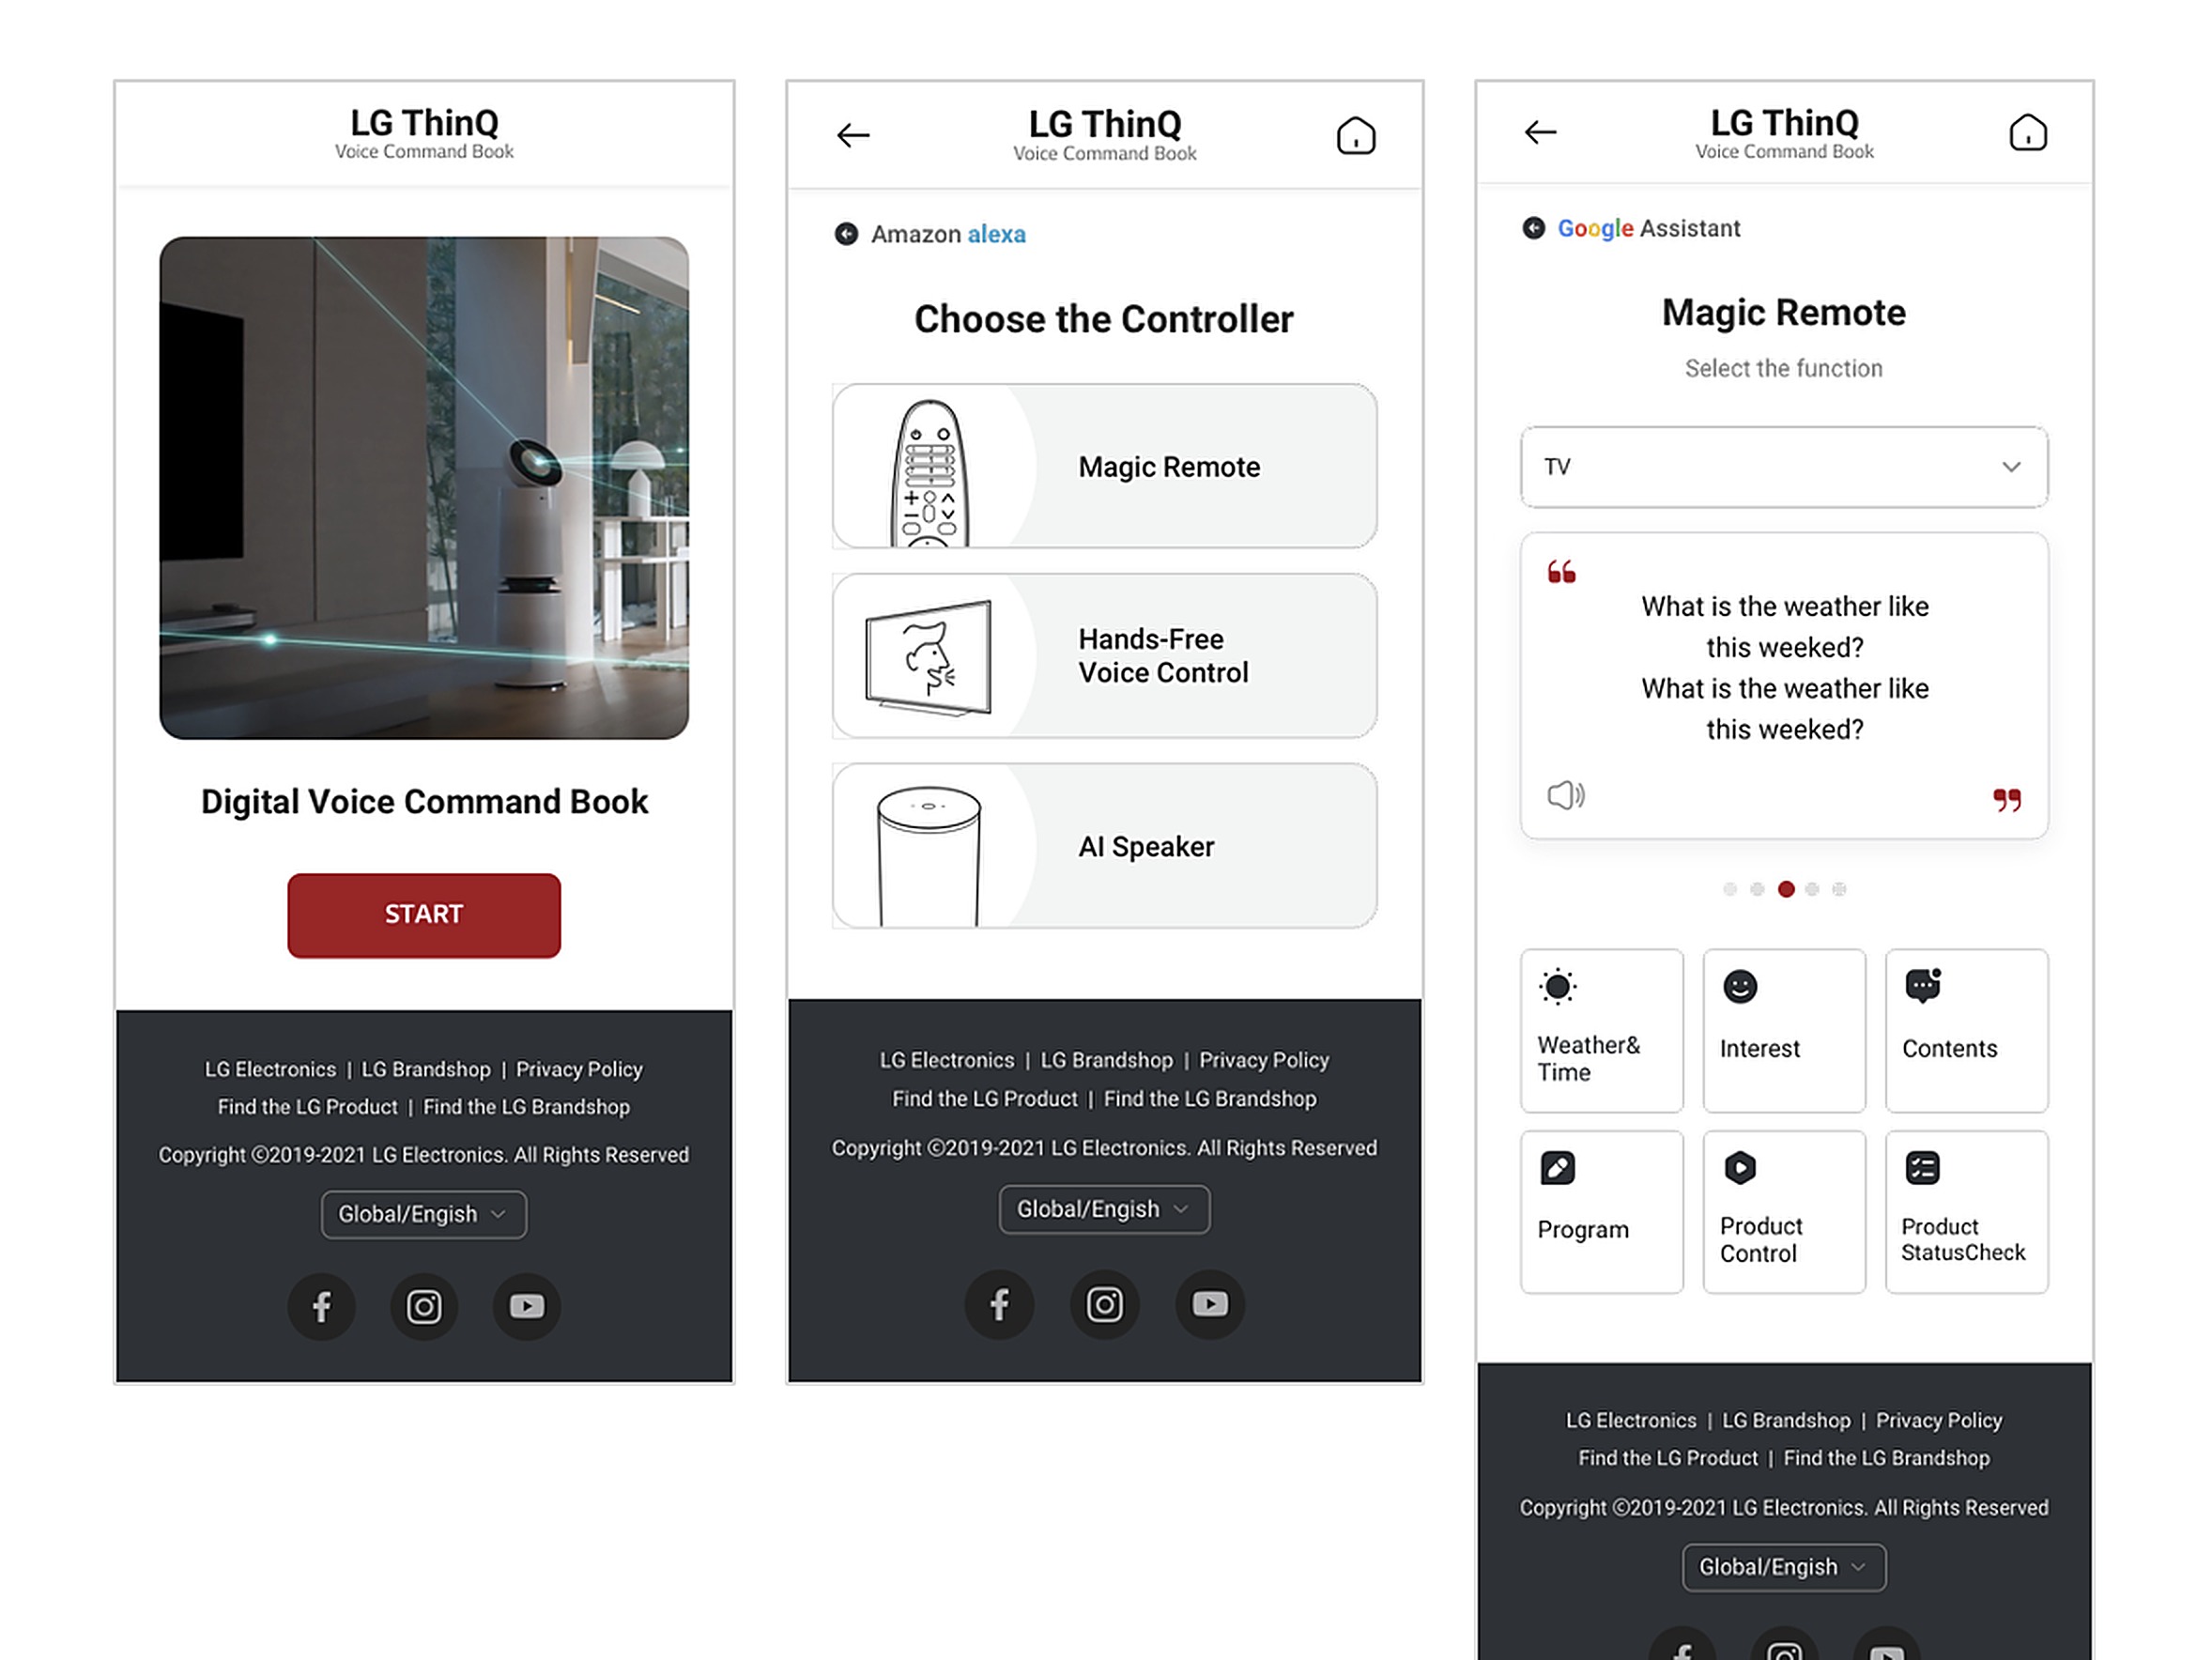 LG ThinQ
Voice Command Book
Digital Voice Command Book
START
LG Electronics | LG Brandshop | Privacy Policy
Find the LG Product | Find the LG Brandshop
Copyright ©2019-2021 LG Electronics. All Rights Reserved
Global/Engish
LG ThinQ
Voice Command Book
Amazon alexa
Choose the Controller
Magic Remote
Hands-Free
Voice Control
AI Speaker
LG Electronics | LG Brandshop | Privacy Policy
Find the LG Product | Find the LG Brandshop
Copyright ©2019-2021 LG Electronics. All Rights Reserved
Global/Engish
LG ThinQ
Voice Command Book
Google Assistant
Magic Remote
Select the function
TV
What is the weather like
this weeked?
What is the weather like
this weeked?
Weather&
Time
Interest
Contents
Program
Product
Control
Product
StatusCheck
LG Electronics | LG Brandshop | Privacy Policy
Find the LG Product | Find the LG Brandshop
Copyright ©2019-2021 LG Electronics. All Rights Reserved
Global/Engish